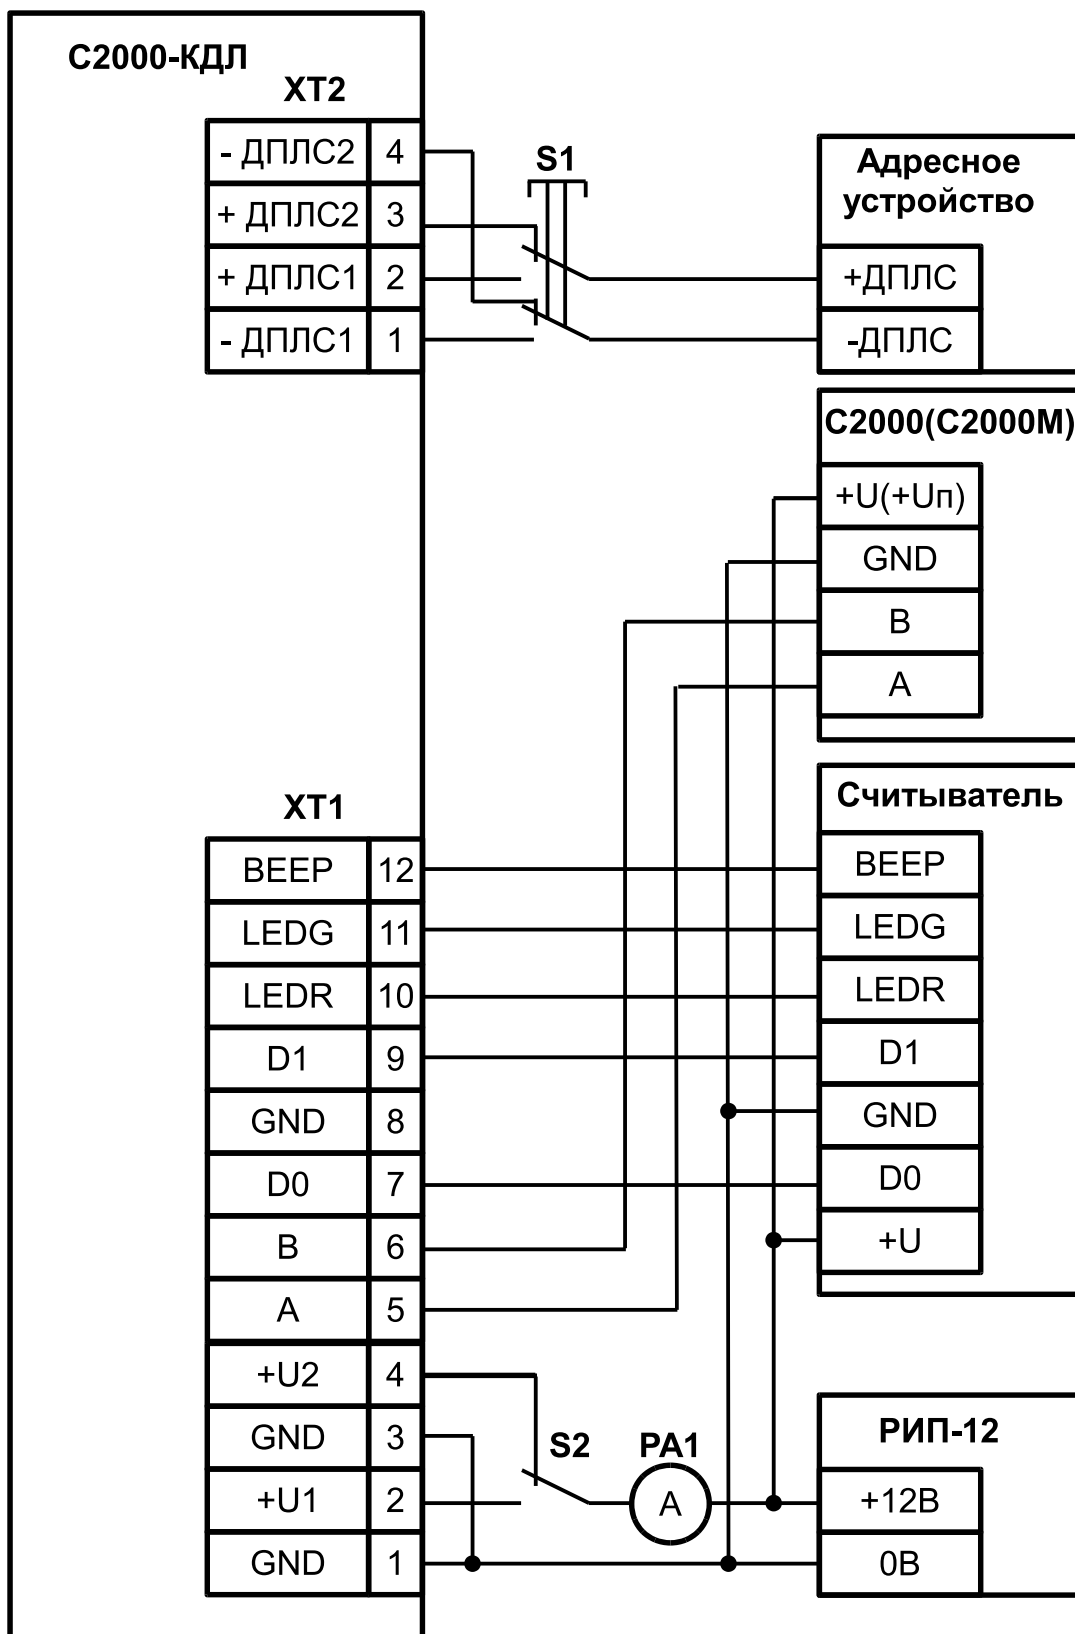 С2000-КДЛ
XT2
- ДПЛС2 4
+ ДПЛС2 3
+ ДПЛС1 2
- ДПЛС1 1
S1
Адресное
устройство
+ДПЛС
-ДПЛС
С2000(С2000М)
+U(+Uп)
GND
B
A
XT1
BEEP 12
LEDG 11
LEDR 10
D1 9
GND 8
D0 7
B 6
A 5
+U2 4
GND 3
+U1 2
GND 1
Считыватель
BEEP
LEDG
LEDR
D1
GND
D0
+U
S2
PA1
A
РИП-12
+12В
0В